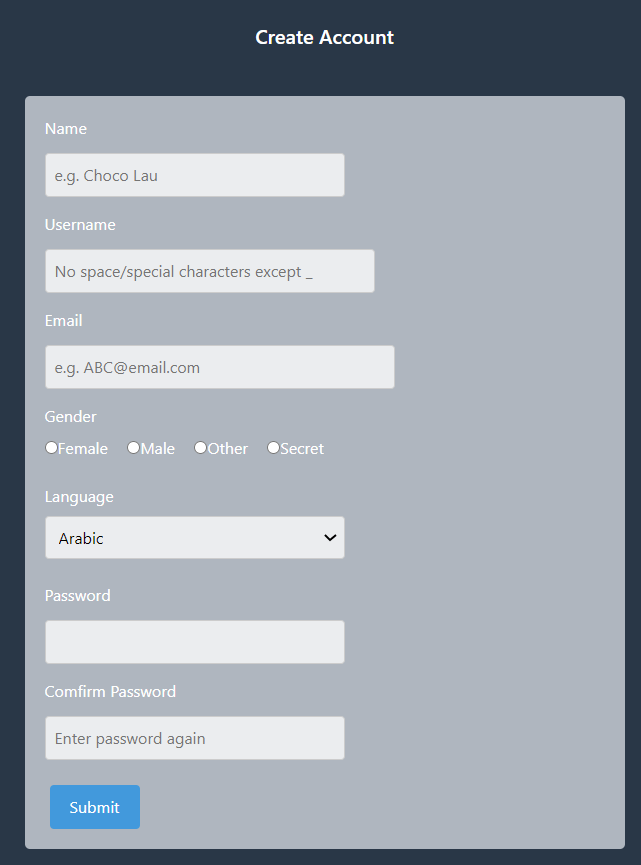 Create Account
Name
e.g. Choco Lau
Username
No space/special characters except _
Email
e.g. ABC@email.com
Gender
Female Male Other Secret
Language
Arabic
Password
Comfirm Password
Enter password again
Submit